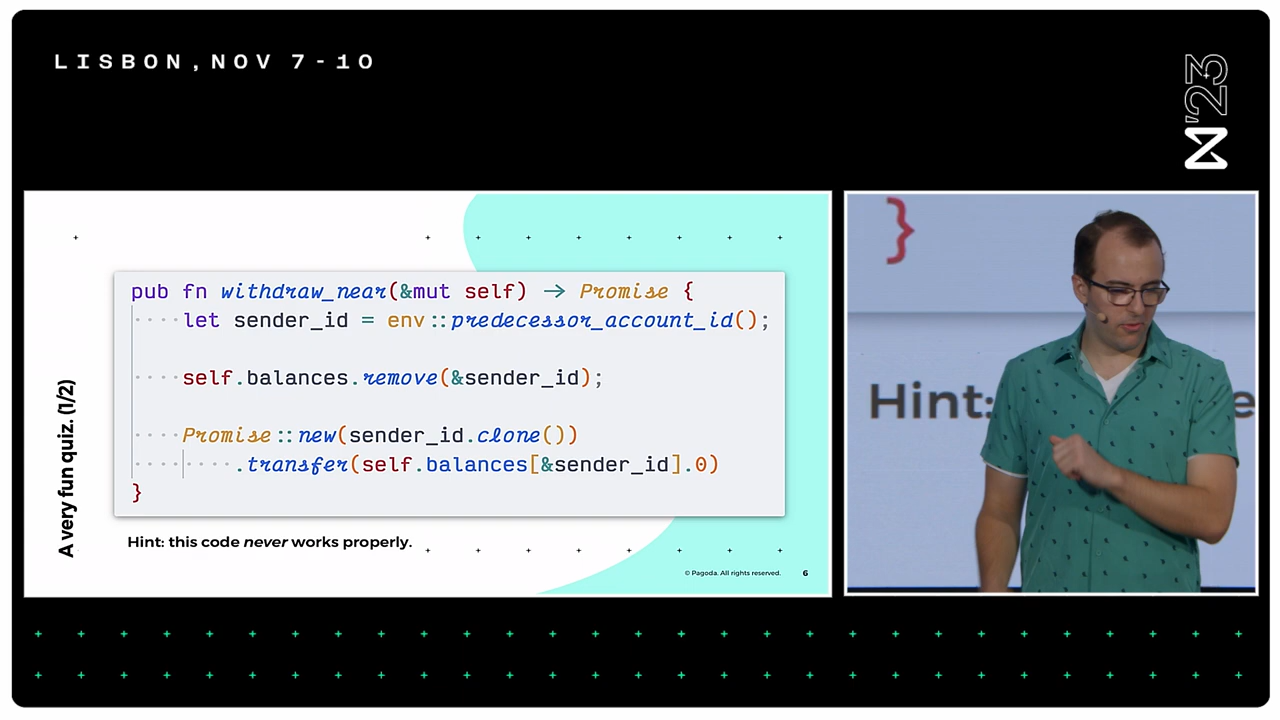 LISBON, NOV 7-10
'23
A very fun quiz. (1/2)
pub fn withdraw_near(&mut self) → Promise {
····let sender_id = env::predecessor_account_id();
····self.balances.remove(&sender_id);
····Promise::new(sender_id.clone())
········.transfer(self.balances[&sender_id].0)
}
Hint: this code never works properly.
© Pagoda. All rights reserved.
6
}
Hint:
e